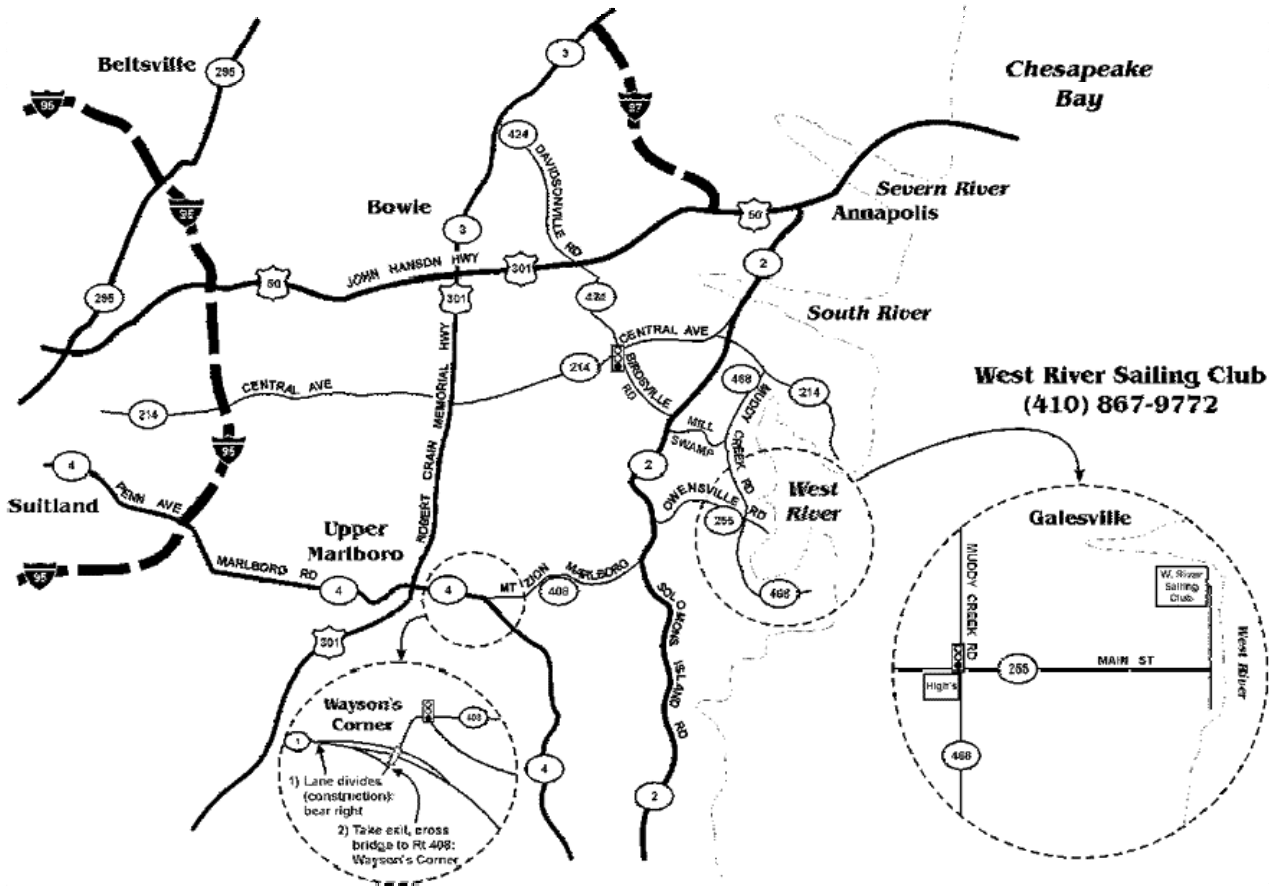 Beltsville
295
3
95
Chesapeake
Bay
97
95
424
DAVIDSONVILLE RD
Bowie
3
Severn River
Annapolis
50
JOHN HANSON HWY
301
2
295
50
301
424
South River
CENTRAL AVE
214
BIRDSVILLE RD
468
MUDDY CREEK RD
214
CENTRAL AVE
214
MILL
SWAMP
West River Sailing Club
(410) 867-9772
ROBERT CRAIN MEMORIAL HWY
4
PENN AVE
95
2
OWENSVILLE RD
255
West
River
Suitland
Upper
Marlboro
Galesville
MUDDY CREEK RD
95
MARLBORO RD
4
4
MT ZION MARLBORO
408
468
W. River
Sailing
Club
West River
301
SOLOMONS ISLAND RD
High's
255
MAIN ST
Wayson's
Corner
408
468
1) Lane divides
(construction):
bear right
4
2
2) Take exit, cross
bridge to Rt 408:
Wayson's Corner